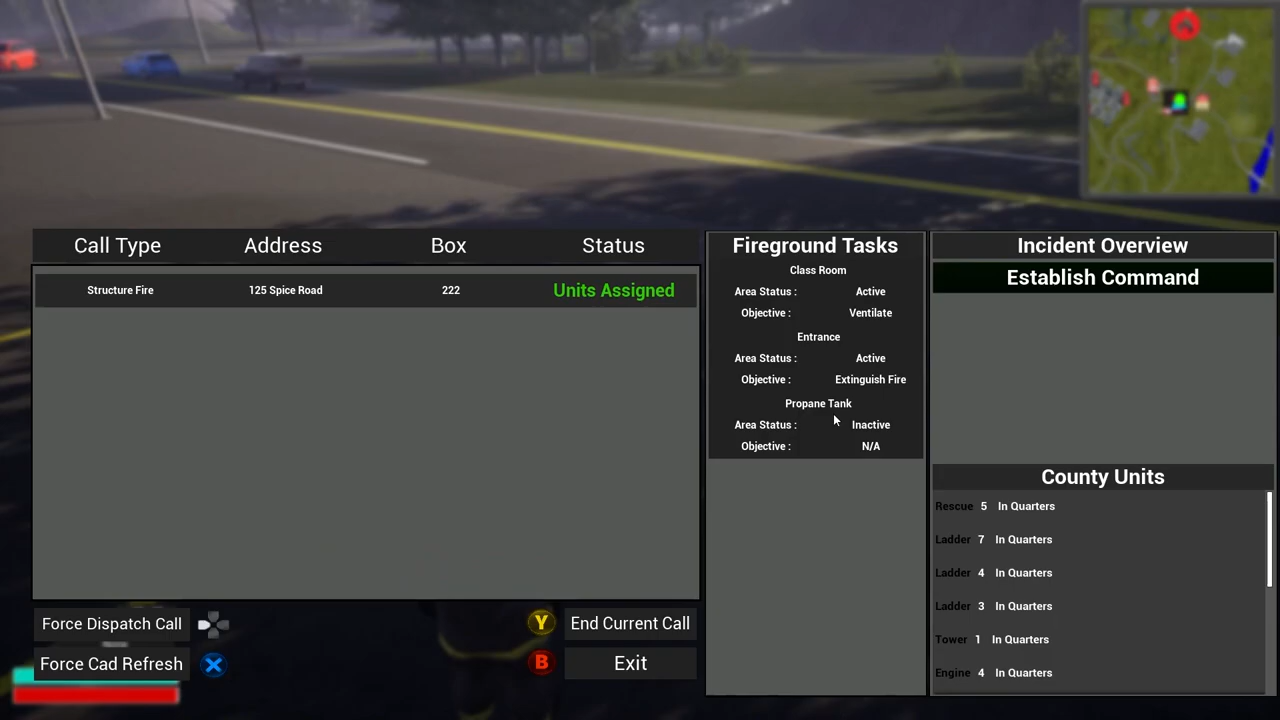 Call Type Address Box Status
Structure Fire 125 Spice Road 222 Units Assigned
Force Dispatch Call
Force Cad Refresh
Y End Current Call
B Exit
Fireground Tasks
Class Room
Area Status : Active
Objective : Ventilate
Entrance
Area Status : Active
Objective : Extinguish Fire
Propane Tank
Area Status : Inactive
Objective : N/A
Incident Overview
Establish Command
County Units
Rescue 5 In Quarters
Ladder 7 In Quarters
Ladder 4 In Quarters
Ladder 3 In Quarters
Tower 1 In Quarters
Engine 4 In Quarters